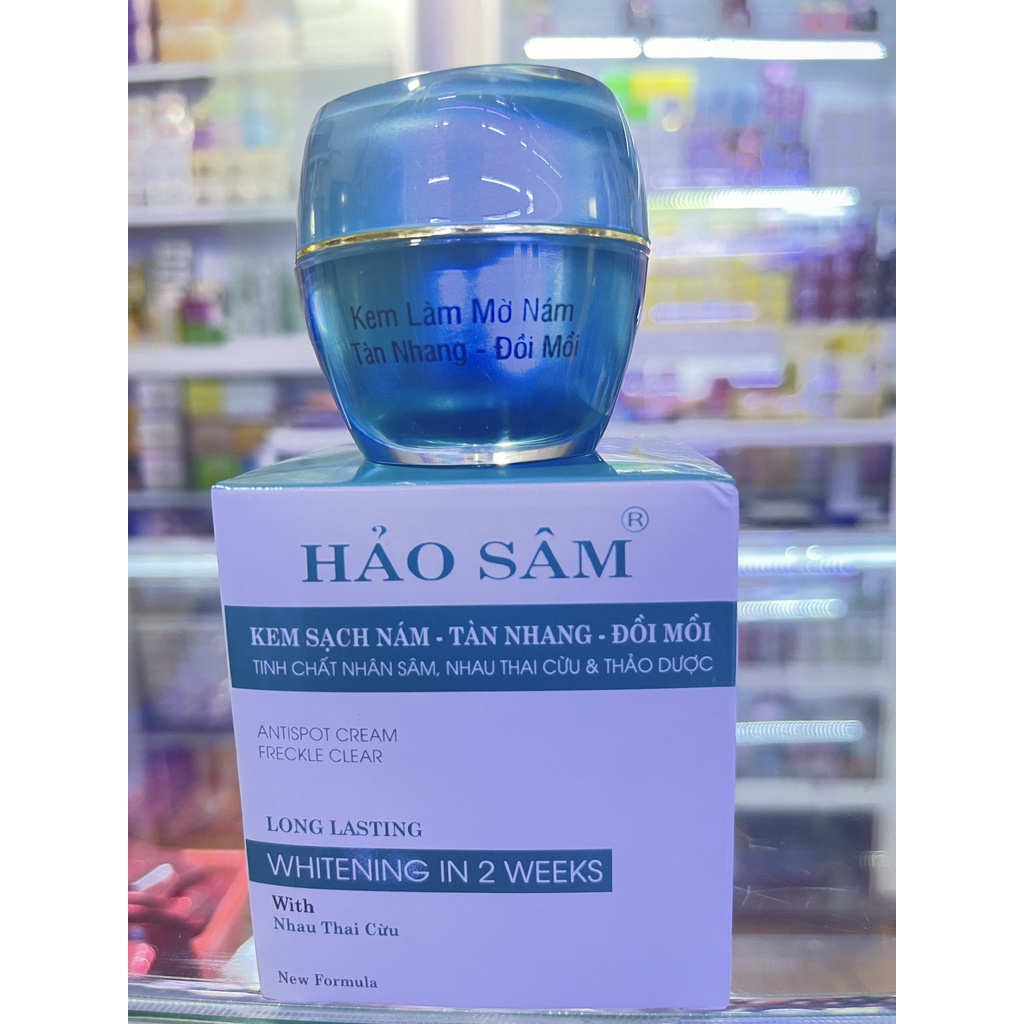 Kem Làm Mờ Nám
Tàn Nhang - Đồi Mồi
HẢO SÂM®
KEM SẠCH NÁM - TÀN NHANG - ĐỒI MỒI
TINH CHẤT NHÂN SÂM, NHAU THAI CỪU & THẢO DƯỢC
ANTISPOT CREAM
FRECKLE CLEAR
LONG LASTING
WHITENING IN 2 WEEKS
With
Nhau Thai Cừu
New Formula